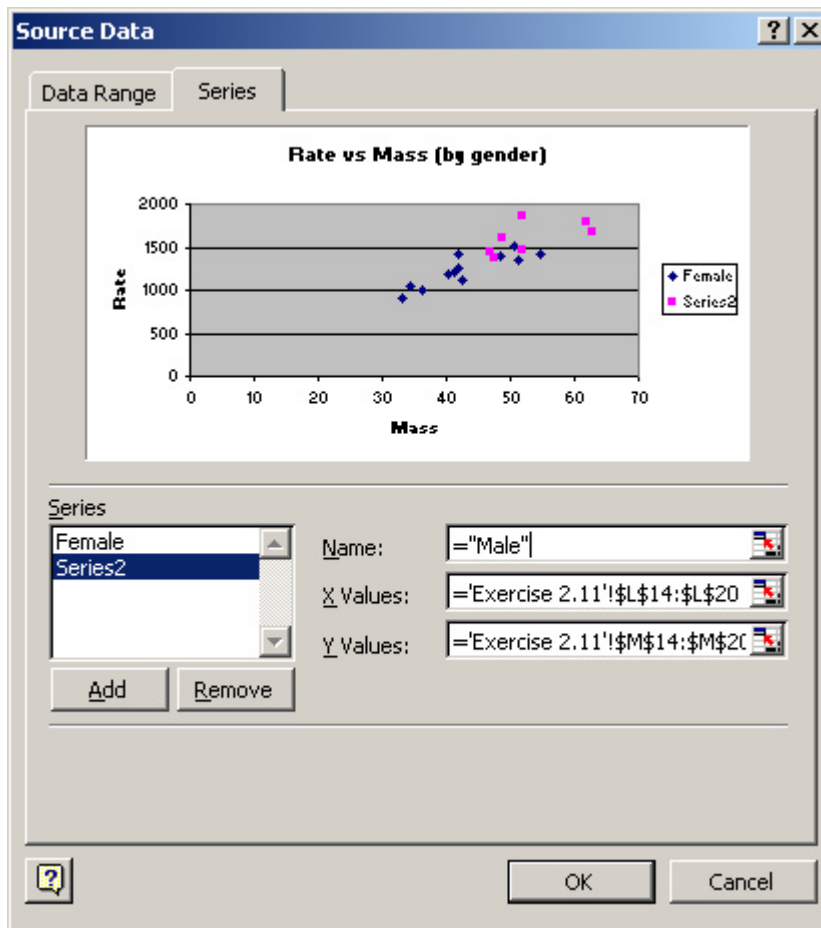 Source Data
Data Range
Series
Rate vs Mass (by gender)
2000
1500
1000
500
0
Rate
0 10 20 30 40 50 60 70
Mass
Female
Series2
Series
Female
Series2
Name:
="Male"
X Values:
='Exercise 2.11'!$L$14:$L$20
Y Values:
='Exercise 2.11'!$M$14:$M$20
Add
Remove
OK
Cancel